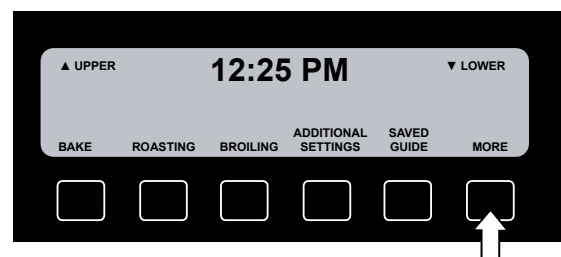 ▲ UPPER 12:25 PM ▼ LOWER
BAKE ROASTING BROILING ADDITIONAL SETTINGS SAVED GUIDE MORE